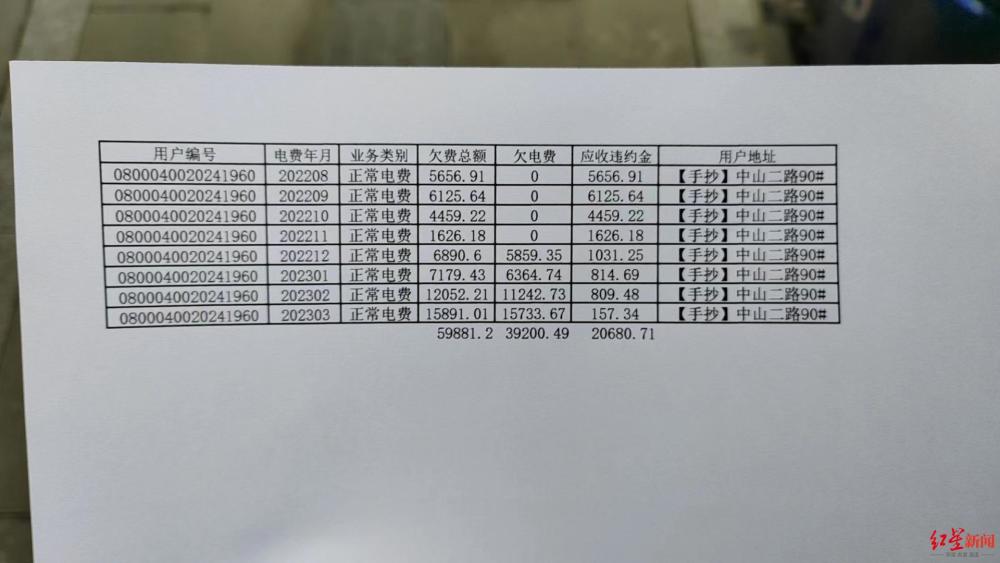 用户编号 电费年月 业务类别 欠费总额 欠电费 应收违约金 用户地址
0800040020241960 202208 正常电费 5656.91 0 5656.91 【手抄】中山二路90#
0800040020241960 202209 正常电费 6125.64 0 6125.64 【手抄】中山二路90#
0800040020241960 202210 正常电费 4459.22 0 4459.22 【手抄】中山二路90#
0800040020241960 202211 正常电费 1626.18 0 1626.18 【手抄】中山二路90#
0800040020241960 202212 正常电费 6890.6 5859.35 1031.25 【手抄】中山二路90#
0800040020241960 202301 正常电费 7179.43 6364.74 814.69 【手抄】中山二路90#
0800040020241960 202302 正常电费 12052.21 11242.73 809.48 【手抄】中山二路90#
0800040020241960 202303 正常电费 15891.01 15733.67 157.34 【手抄】中山二路90#
59881.2 39200.49 20680.71
红星新闻